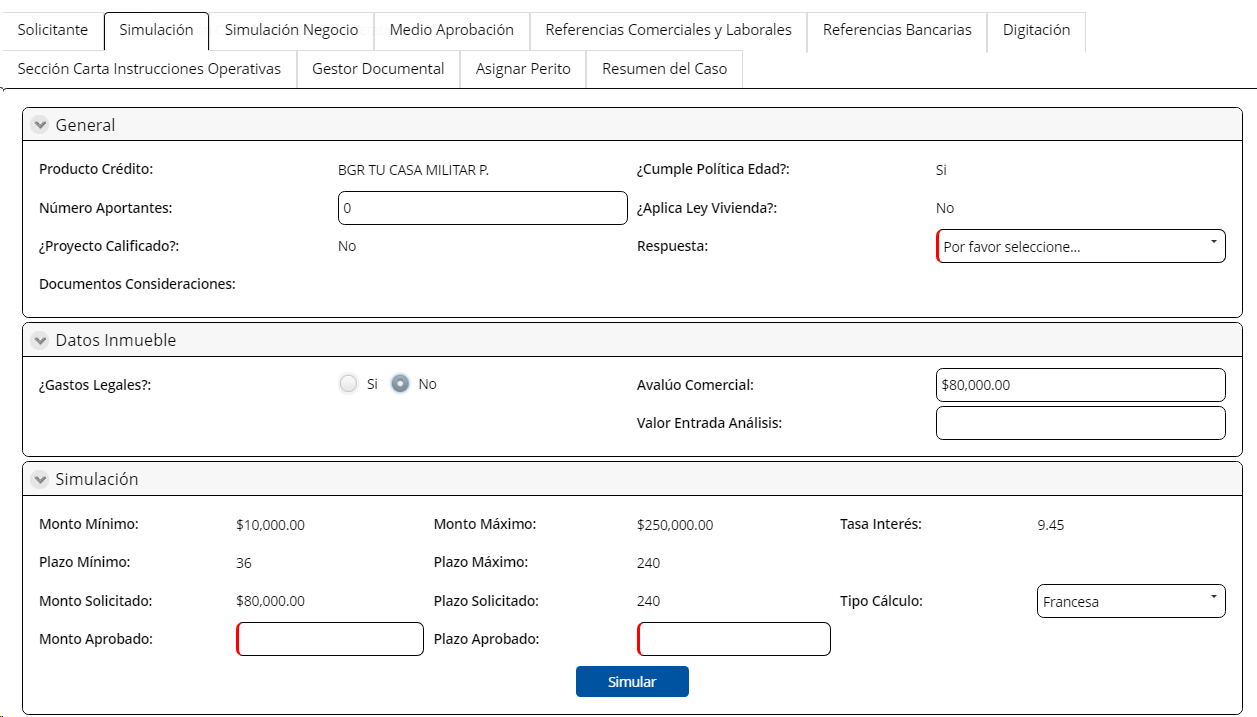 Solicitante Simulación Simulación Negocio Medio Aprobación Referencias Comerciales y Laborales Referencias Bancarias Digitación
Sección Carta Instrucciones Operativas Gestor Documental Asignar Perito Resumen del Caso
General
Producto Crédito: BGR TU CASA MILITAR P. ¿Cumple Política Edad?: Si
Número Aportantes: 0 ¿Aplica Ley Vivienda?: No
¿Proyecto Calificado?: No Respuesta: Por favor seleccione...
Documentos Consideraciones:
Datos Inmueble
¿Gastos Legales?: Si No Avalúo Comercial: $80,000.00
Valor Entrada Análisis:
Simulación
Monto Mínimo: $10,000.00 Monto Máximo: $250,000.00 Tasa Interés: 9.45
Plazo Mínimo: 36 Plazo Máximo: 240
Monto Solicitado: $80,000.00 Plazo Solicitado: 240 Tipo Cálculo: Francesa
Monto Aprobado: Plazo Aprobado:
Simular